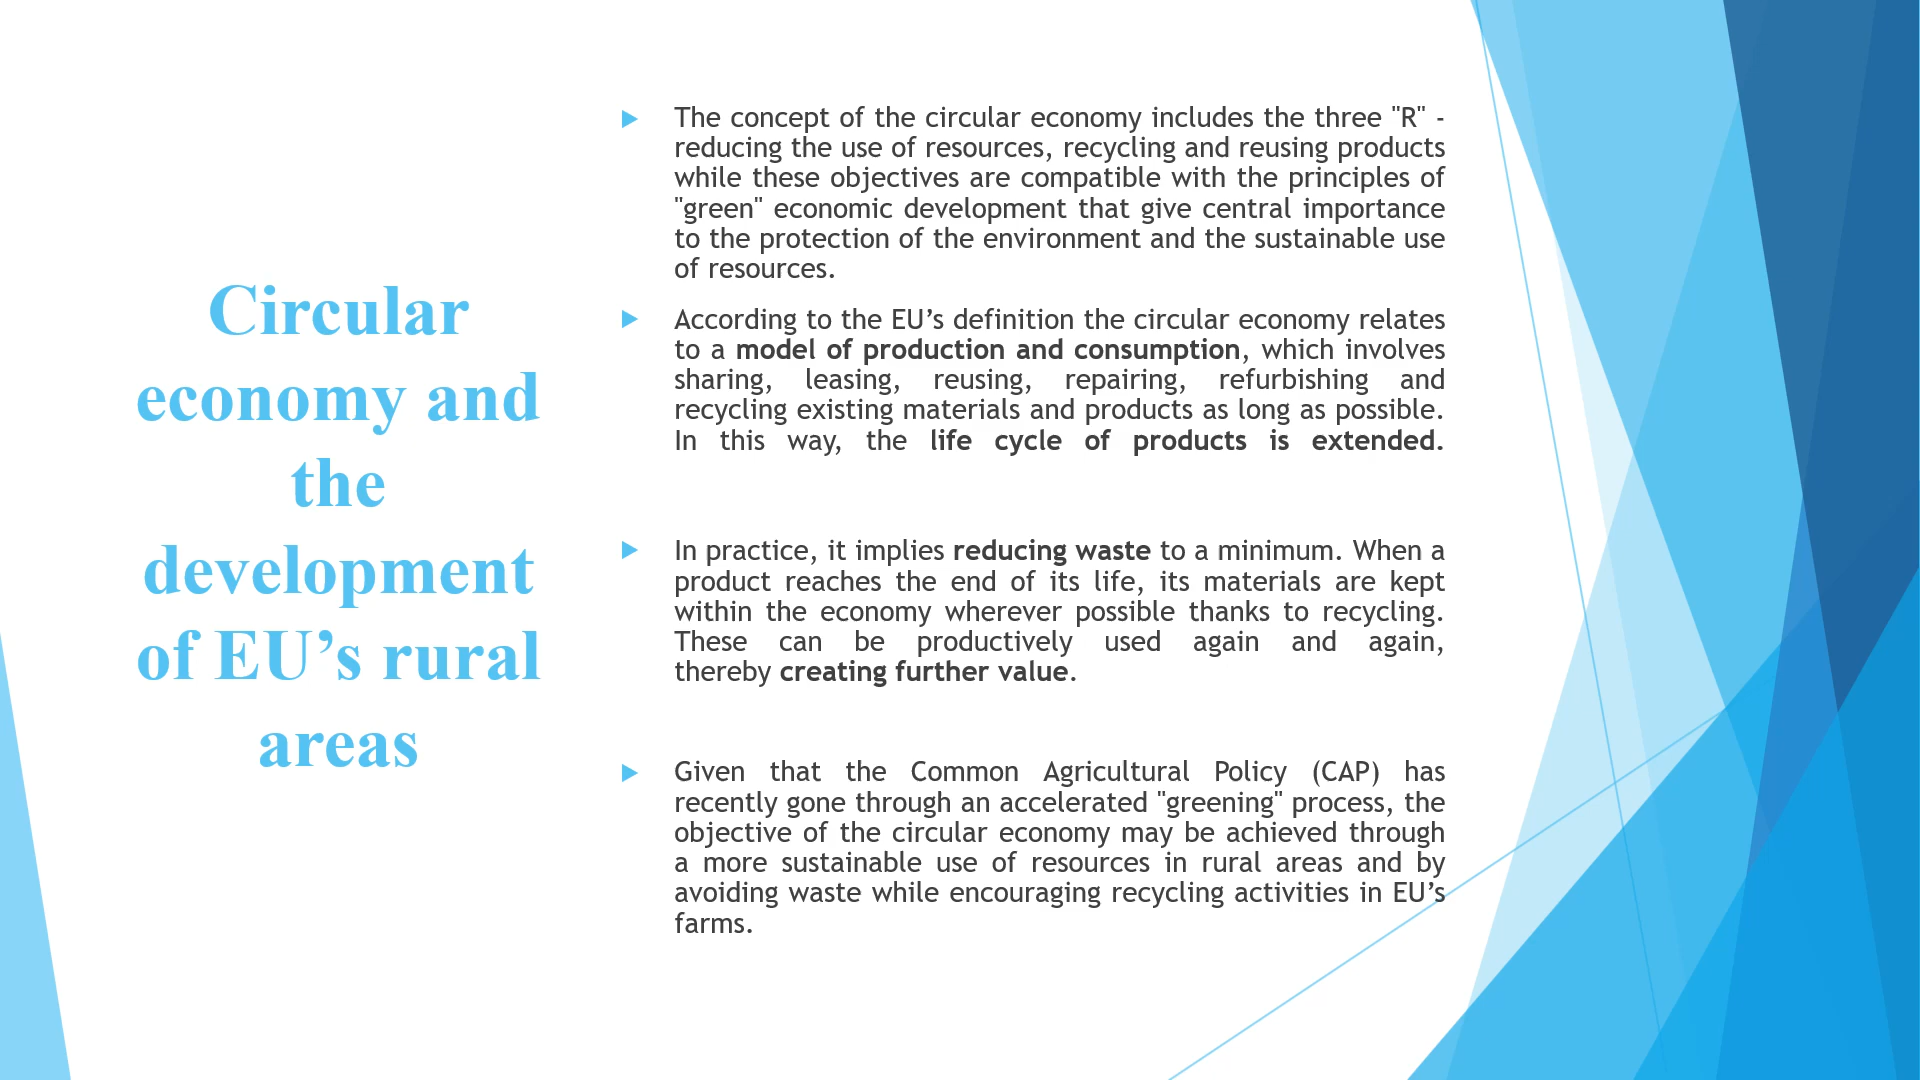 Circular
economy and
the
development
of EU’s rural
areas
The concept of the circular economy includes the three "R" -
reducing the use of resources, recycling and reusing products
while these objectives are compatible with the principles of
"green" economic development that give central importance
to the protection of the environment and the sustainable use
of resources.
According to the EU’s definition the circular economy relates
to a model of production and consumption, which involves
sharing, leasing, reusing, repairing, refurbishing and
recycling existing materials and products as long as possible.
In this way, the life cycle of products is extended.
In practice, it implies reducing waste to a minimum. When a
product reaches the end of its life, its materials are kept
within the economy wherever possible thanks to recycling.
These can be productively used again and again,
thereby creating further value.
Given that the Common Agricultural Policy (CAP) has
recently gone through an accelerated "greening" process, the
objective of the circular economy may be achieved through
a more sustainable use of resources in rural areas and by
avoiding waste while encouraging recycling activities in EU’s
farms.